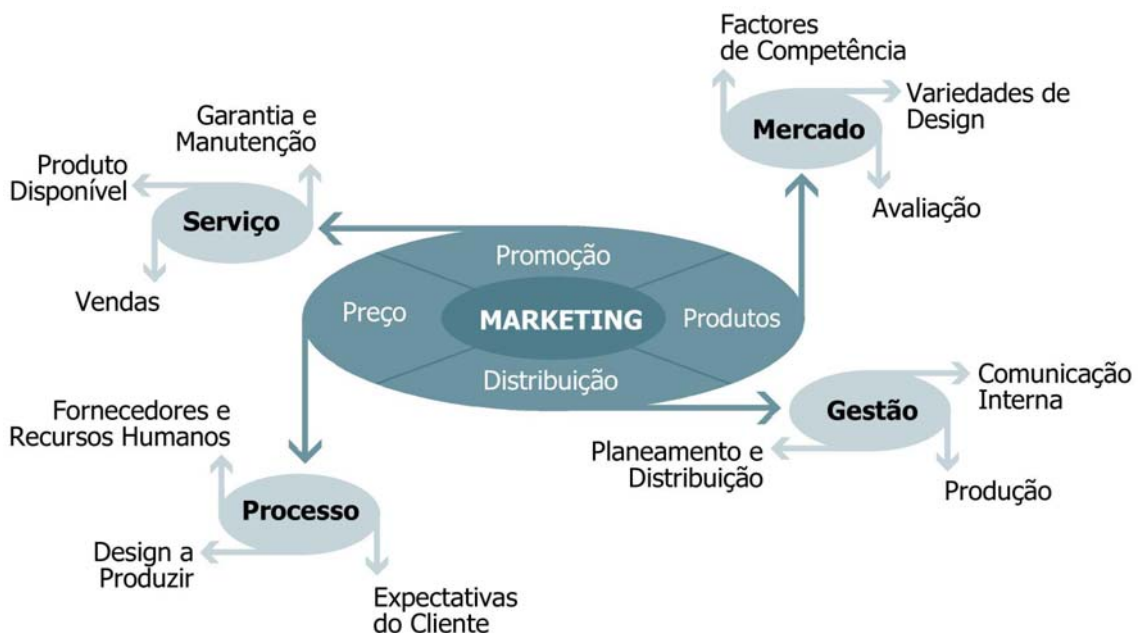 Factores
de Competência
Variedades de
Design
Mercado
Avaliação
Garantia e
Manutenção
Produto
Disponível
Serviço
Vendas
Promoção
Preço
MARKETING
Produtos
Distribuição
Comunicação
Interna
Gestão
Planeamento e
Distribuição
Produção
Fornecedores e
Recursos Humanos
Processo
Design a
Produzir
Expectativas
do Cliente